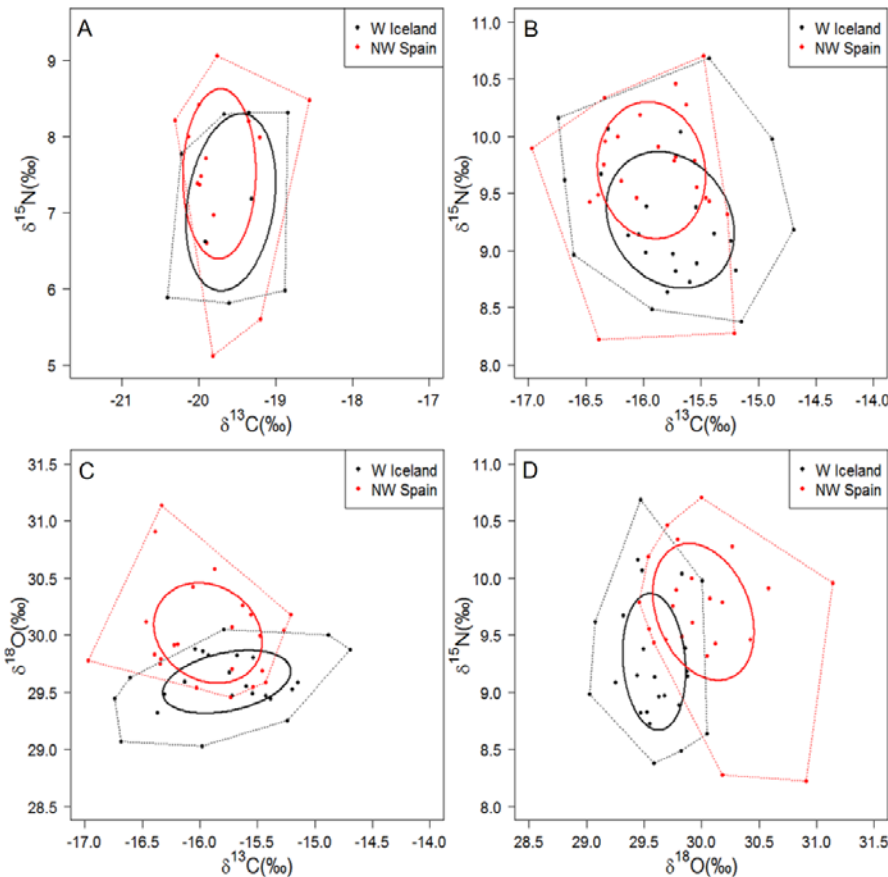 A
W Iceland
NW Spain
9
8
7
6
5
δ15N(‰)
-21
-20
-19
-18
-17
δ13C(‰)
B
W Iceland
NW Spain
11.0
10.5
10.0
9.5
9.0
8.5
8.0
δ15N(‰)
-17.0
-16.5
-16.0
-15.5
-15.0
-14.5
-14.0
δ13C(‰)
C
W Iceland
NW Spain
31.5
31.0
30.5
30.0
29.5
29.0
28.5
δ18O(‰)
-17.0
-16.5
-16.0
-15.5
-15.0
-14.5
-14.0
δ13C(‰)
D
W Iceland
NW Spain
11.0
10.5
10.0
9.5
9.0
8.5
8.0
δ15N(‰)
28.5
29.0
29.5
30.0
30.5
31.0
31.5
δ18O(‰)